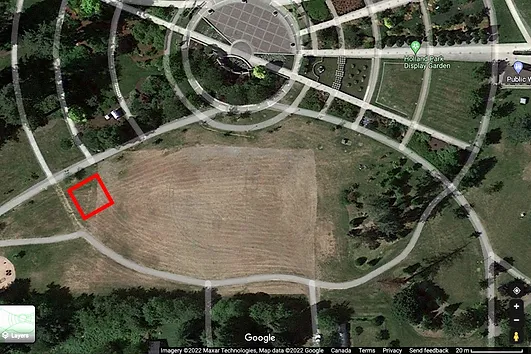 Holland Park
Display Garden
Public W
Layers
Google
Imagery ©2022 Maxar Technologies, Map data ©2022 Google Canada Terms Privacy Send feedback 20 m